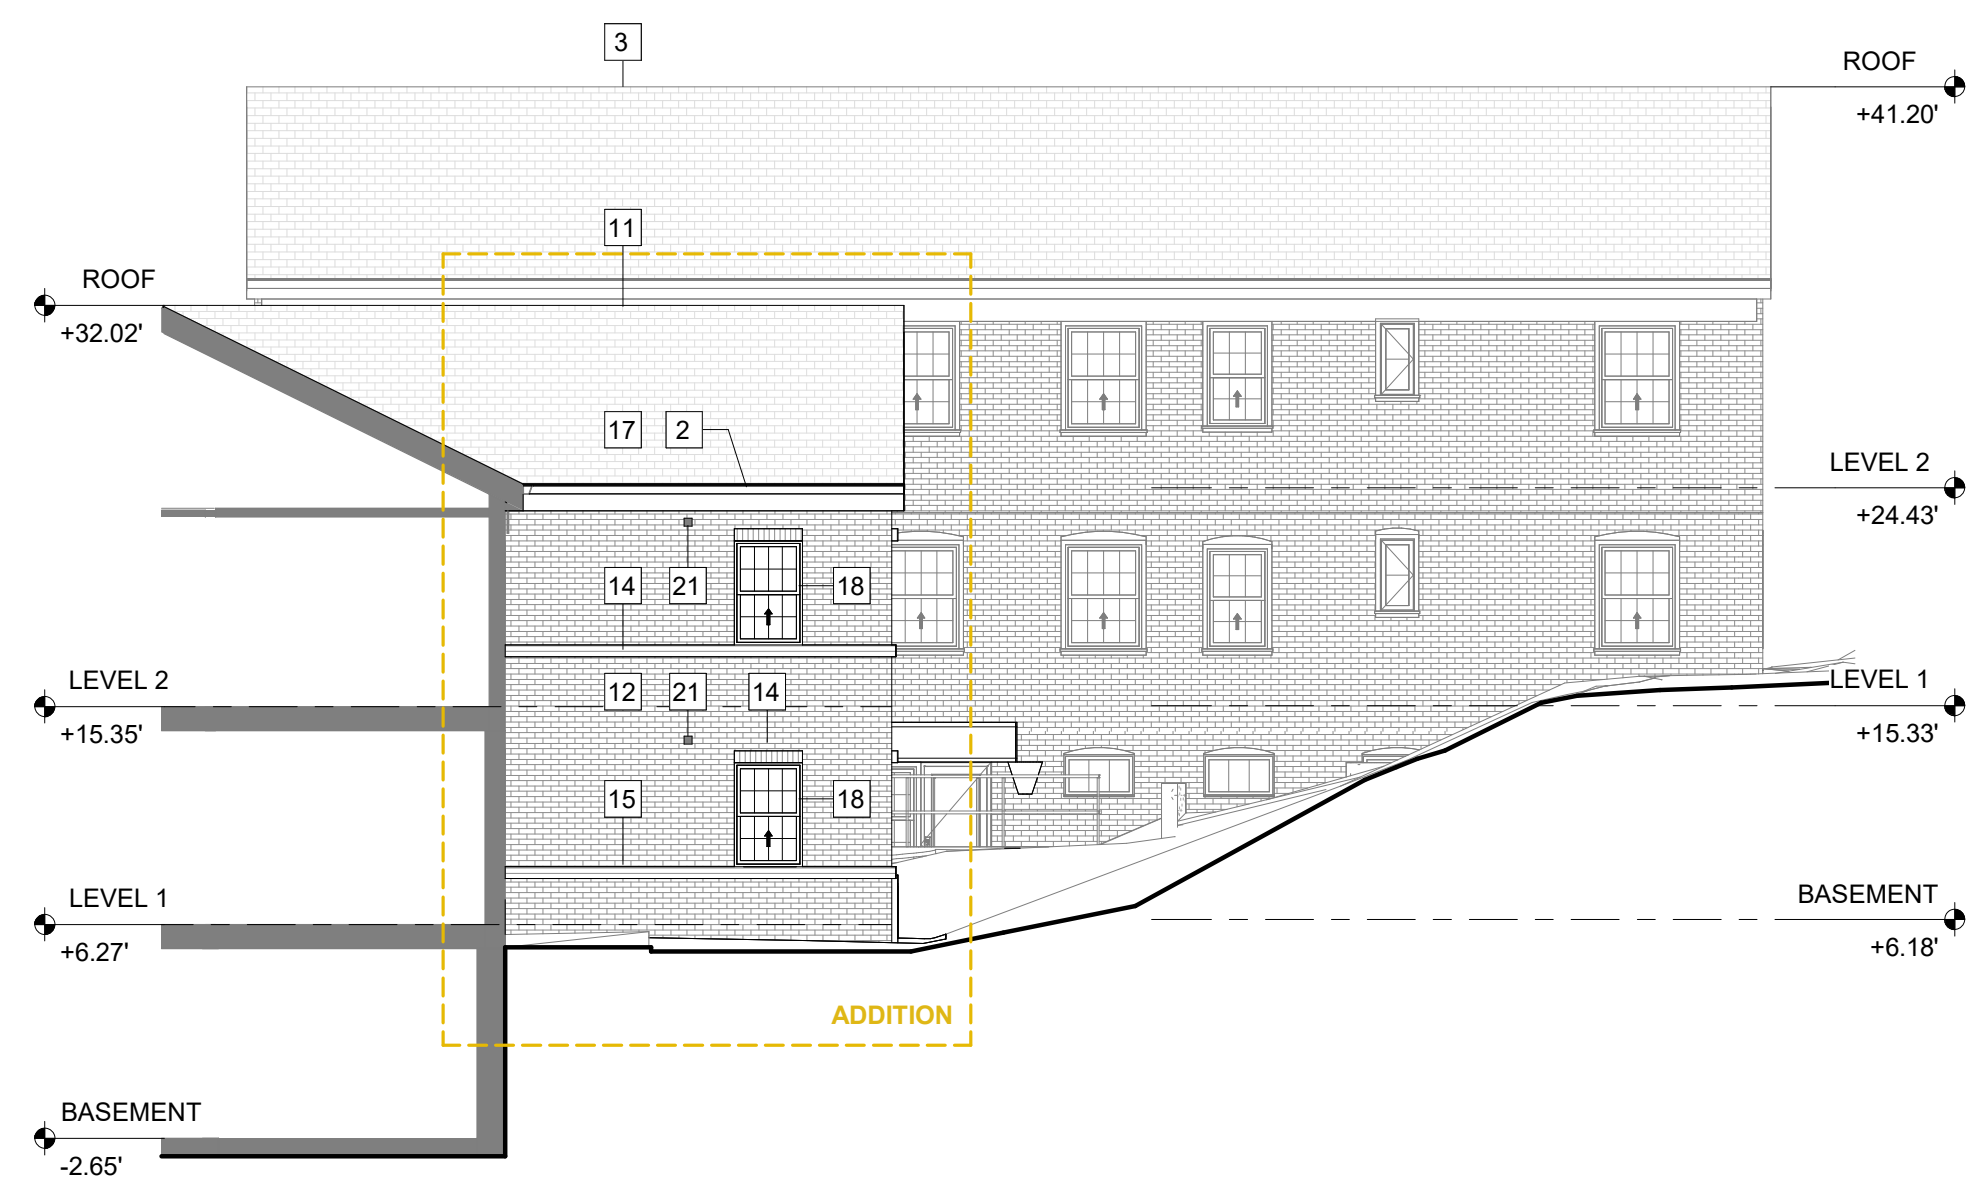 3
ROOF
+41.20'
11
ROOF
+32.02'
17
2
LEVEL 2
+24.43'
14
21
18
LEVEL 2
+15.35'
12
21
14
LEVEL 1
+15.33'
15
18
LEVEL 1
+6.27'
BASEMENT
+6.18'
ADDITION
BASEMENT
-2.65'